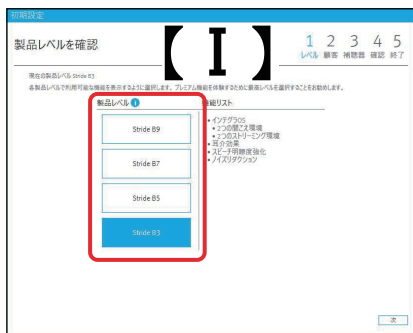 初期設定
製品レベルを確認
【I】
1 2 3 4 5
レベル 顧客 補聴器 確認 終了
現在の製品レベル Stride B3
各製品レベルで利用可能な機能を表示するように選択します。プレミアム機能を体験するために最高レベルを選択することをお勧めします。
製品レベル
機能リスト
Stride B9
Stride B7
Stride B5
Stride B3
• インテグラOS
• 2つの聞こえ環境
• 2つのストリーミング環境
• 耳介効果
• スピーチ明瞭度強化
• ノイズリダクション
次